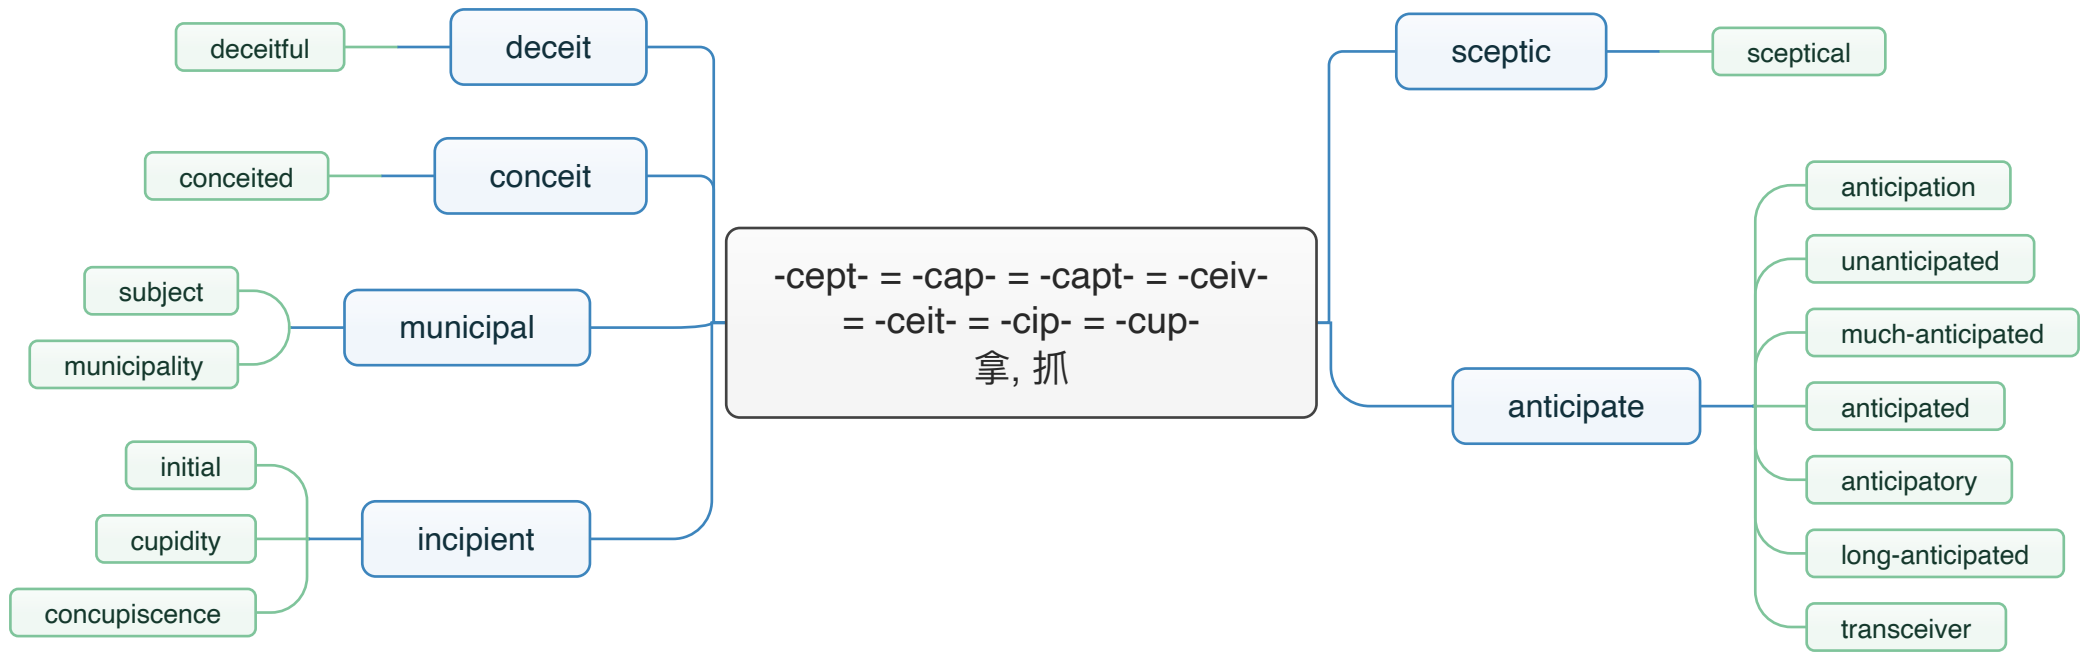 deceitful
deceit
conceited
conceit
subject
municipality
municipal
initial
cupidity
concupiscence
incipient
-cept- = -cap- = -capt- = -ceiv-
= -ceit- = -cip- = -cup-
拿, 抓
sceptic
sceptical
anticipate
anticipation
unanticipated
much-anticipated
anticipated
anticipatory
long-anticipated
transceiver